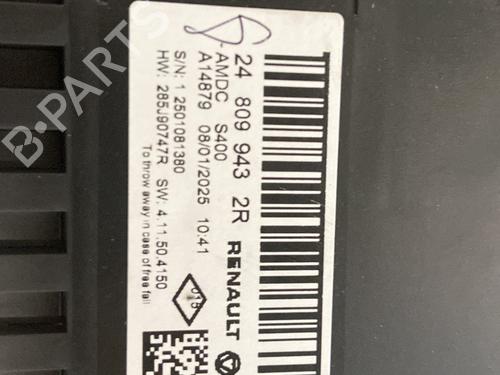 24 809 943 2R
AMDC S400
A14879 08/01/2025 10:41
S/N: 1 2501081380
HW: 285J90747R SW: 4.11.50.4150
To throw away in case of free fall
RENAULT
018
B-PARTS